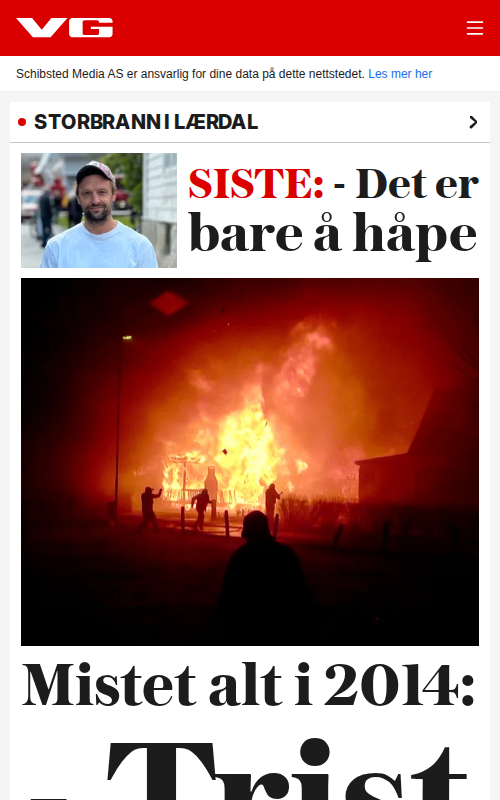 VG
Schibsted Media AS er ansvarlig for dine data på dette nettstedet. Les mer her
STORBRANN I LÆRDAL
SISTE: - Det er
bare å håpe
Mistet alt i 2014:
- Trist